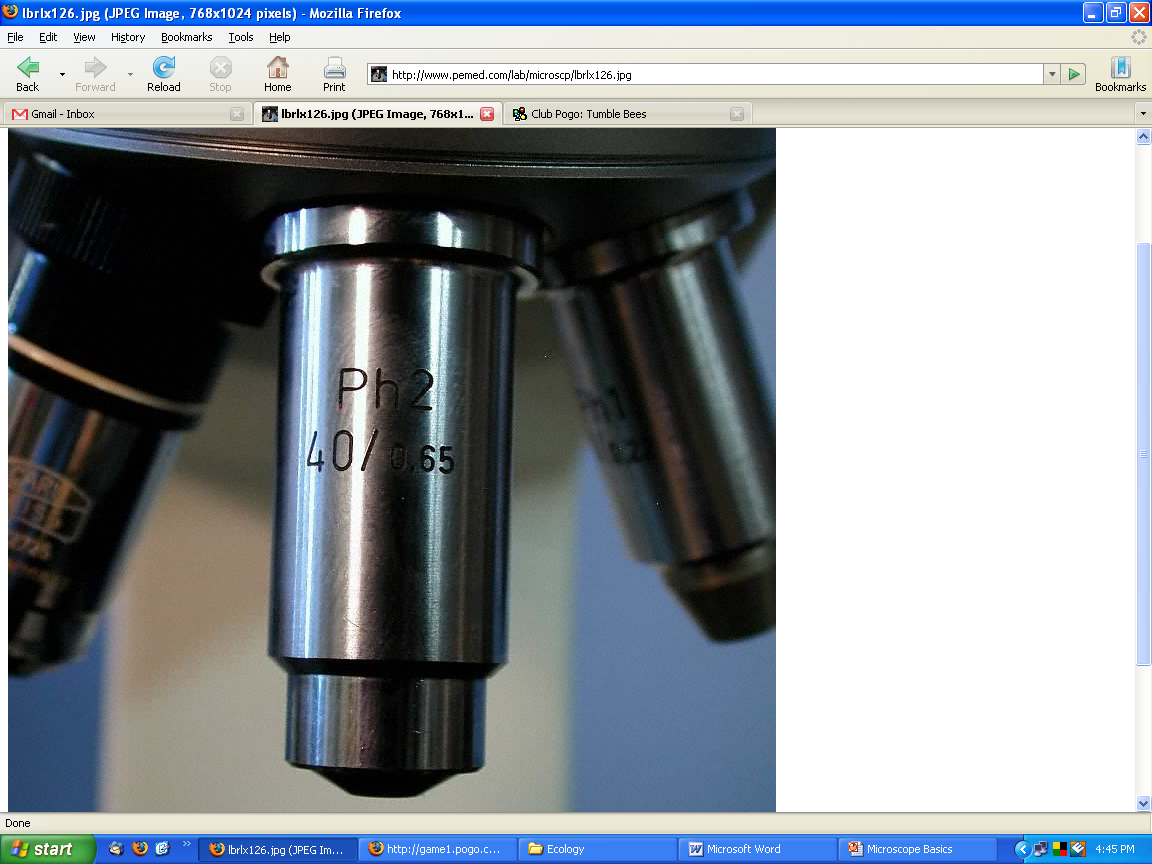 lbrlx126.jpg (JPEG Image, 768x1024 pixels) - Mozilla Firefox
File Edit View History Bookmarks Tools Help
Back Forward Reload Stop Home Print http://www.pemed.com/lab/microscp/lbrlx126.jpg Bookmarks
Gmail - Inbox lbrlx126.jpg (JPEG Image, 768x1... Club Pogo: Tumble Bees
Ph2
40/0,65
Done
start lbrlx126.jpg (JPEG Im... http://game1.pogo.c... Ecology Microsoft Word Microscope Basics 4:45 PM